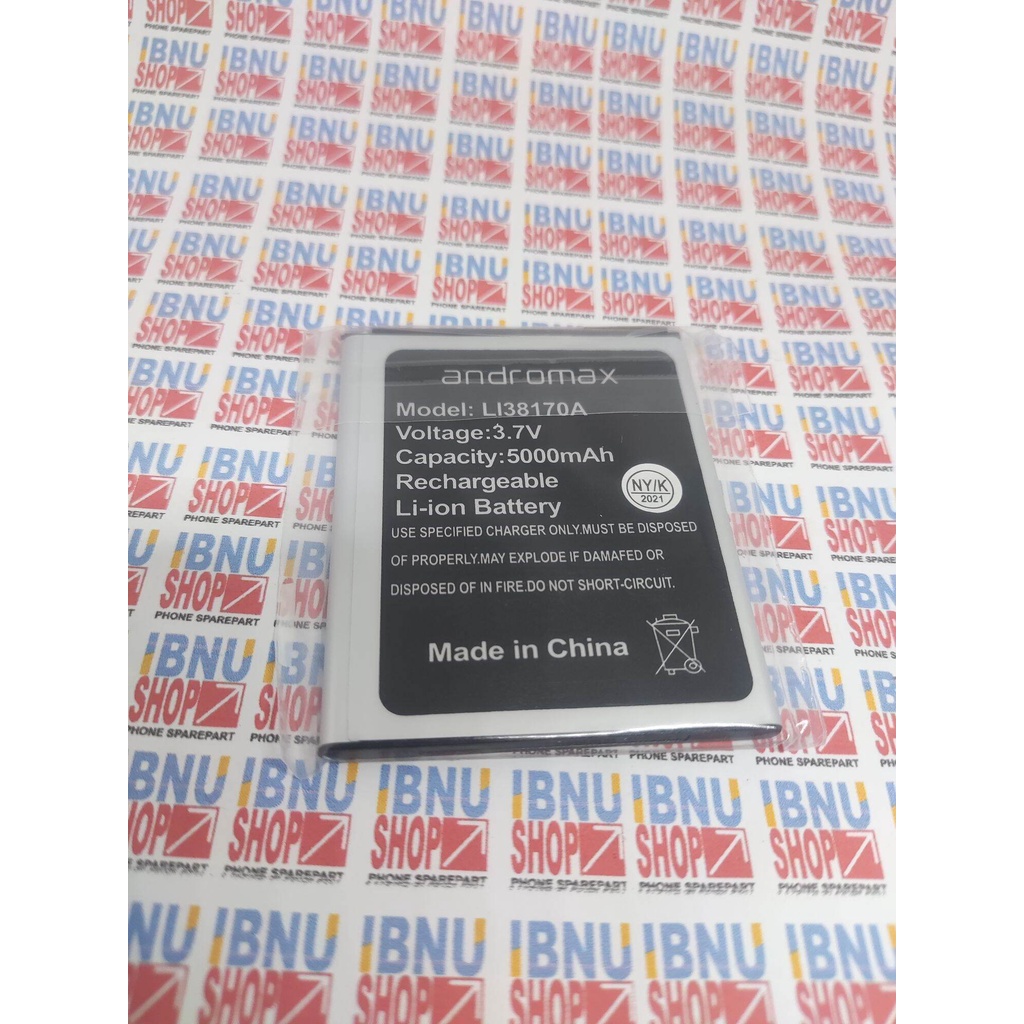 andromax
Model: LI38170A
Voltage:3.7V
Capacity:5000mAh
Rechargeable
Li-ion Battery
NY/K
2021
USE SPECIFIED CHARGER ONLY.MUST BE DISPOSED
OF PROPERLY.MAY EXPLODE IF DAMAFED OR
DISPOSED OF IN FIRE.DO NOT SHORT-CIRCUIT.
Made in China
IBNU
SHOP
PHONE SPAREPART